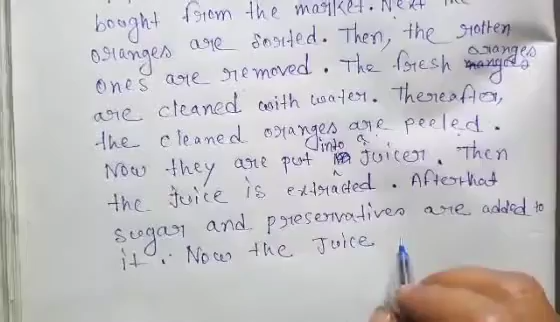 bought from the market. Next the
oranges are sorted. Then, the rotten
ones are removed. The fresh oranges
are cleaned with water. Thereafter,
the cleaned oranges are peeled.
Now they are put into a Juicer. Then
the Juice is extracted. Afterthat
sugar and preservatives are added to
it. Now the Juice